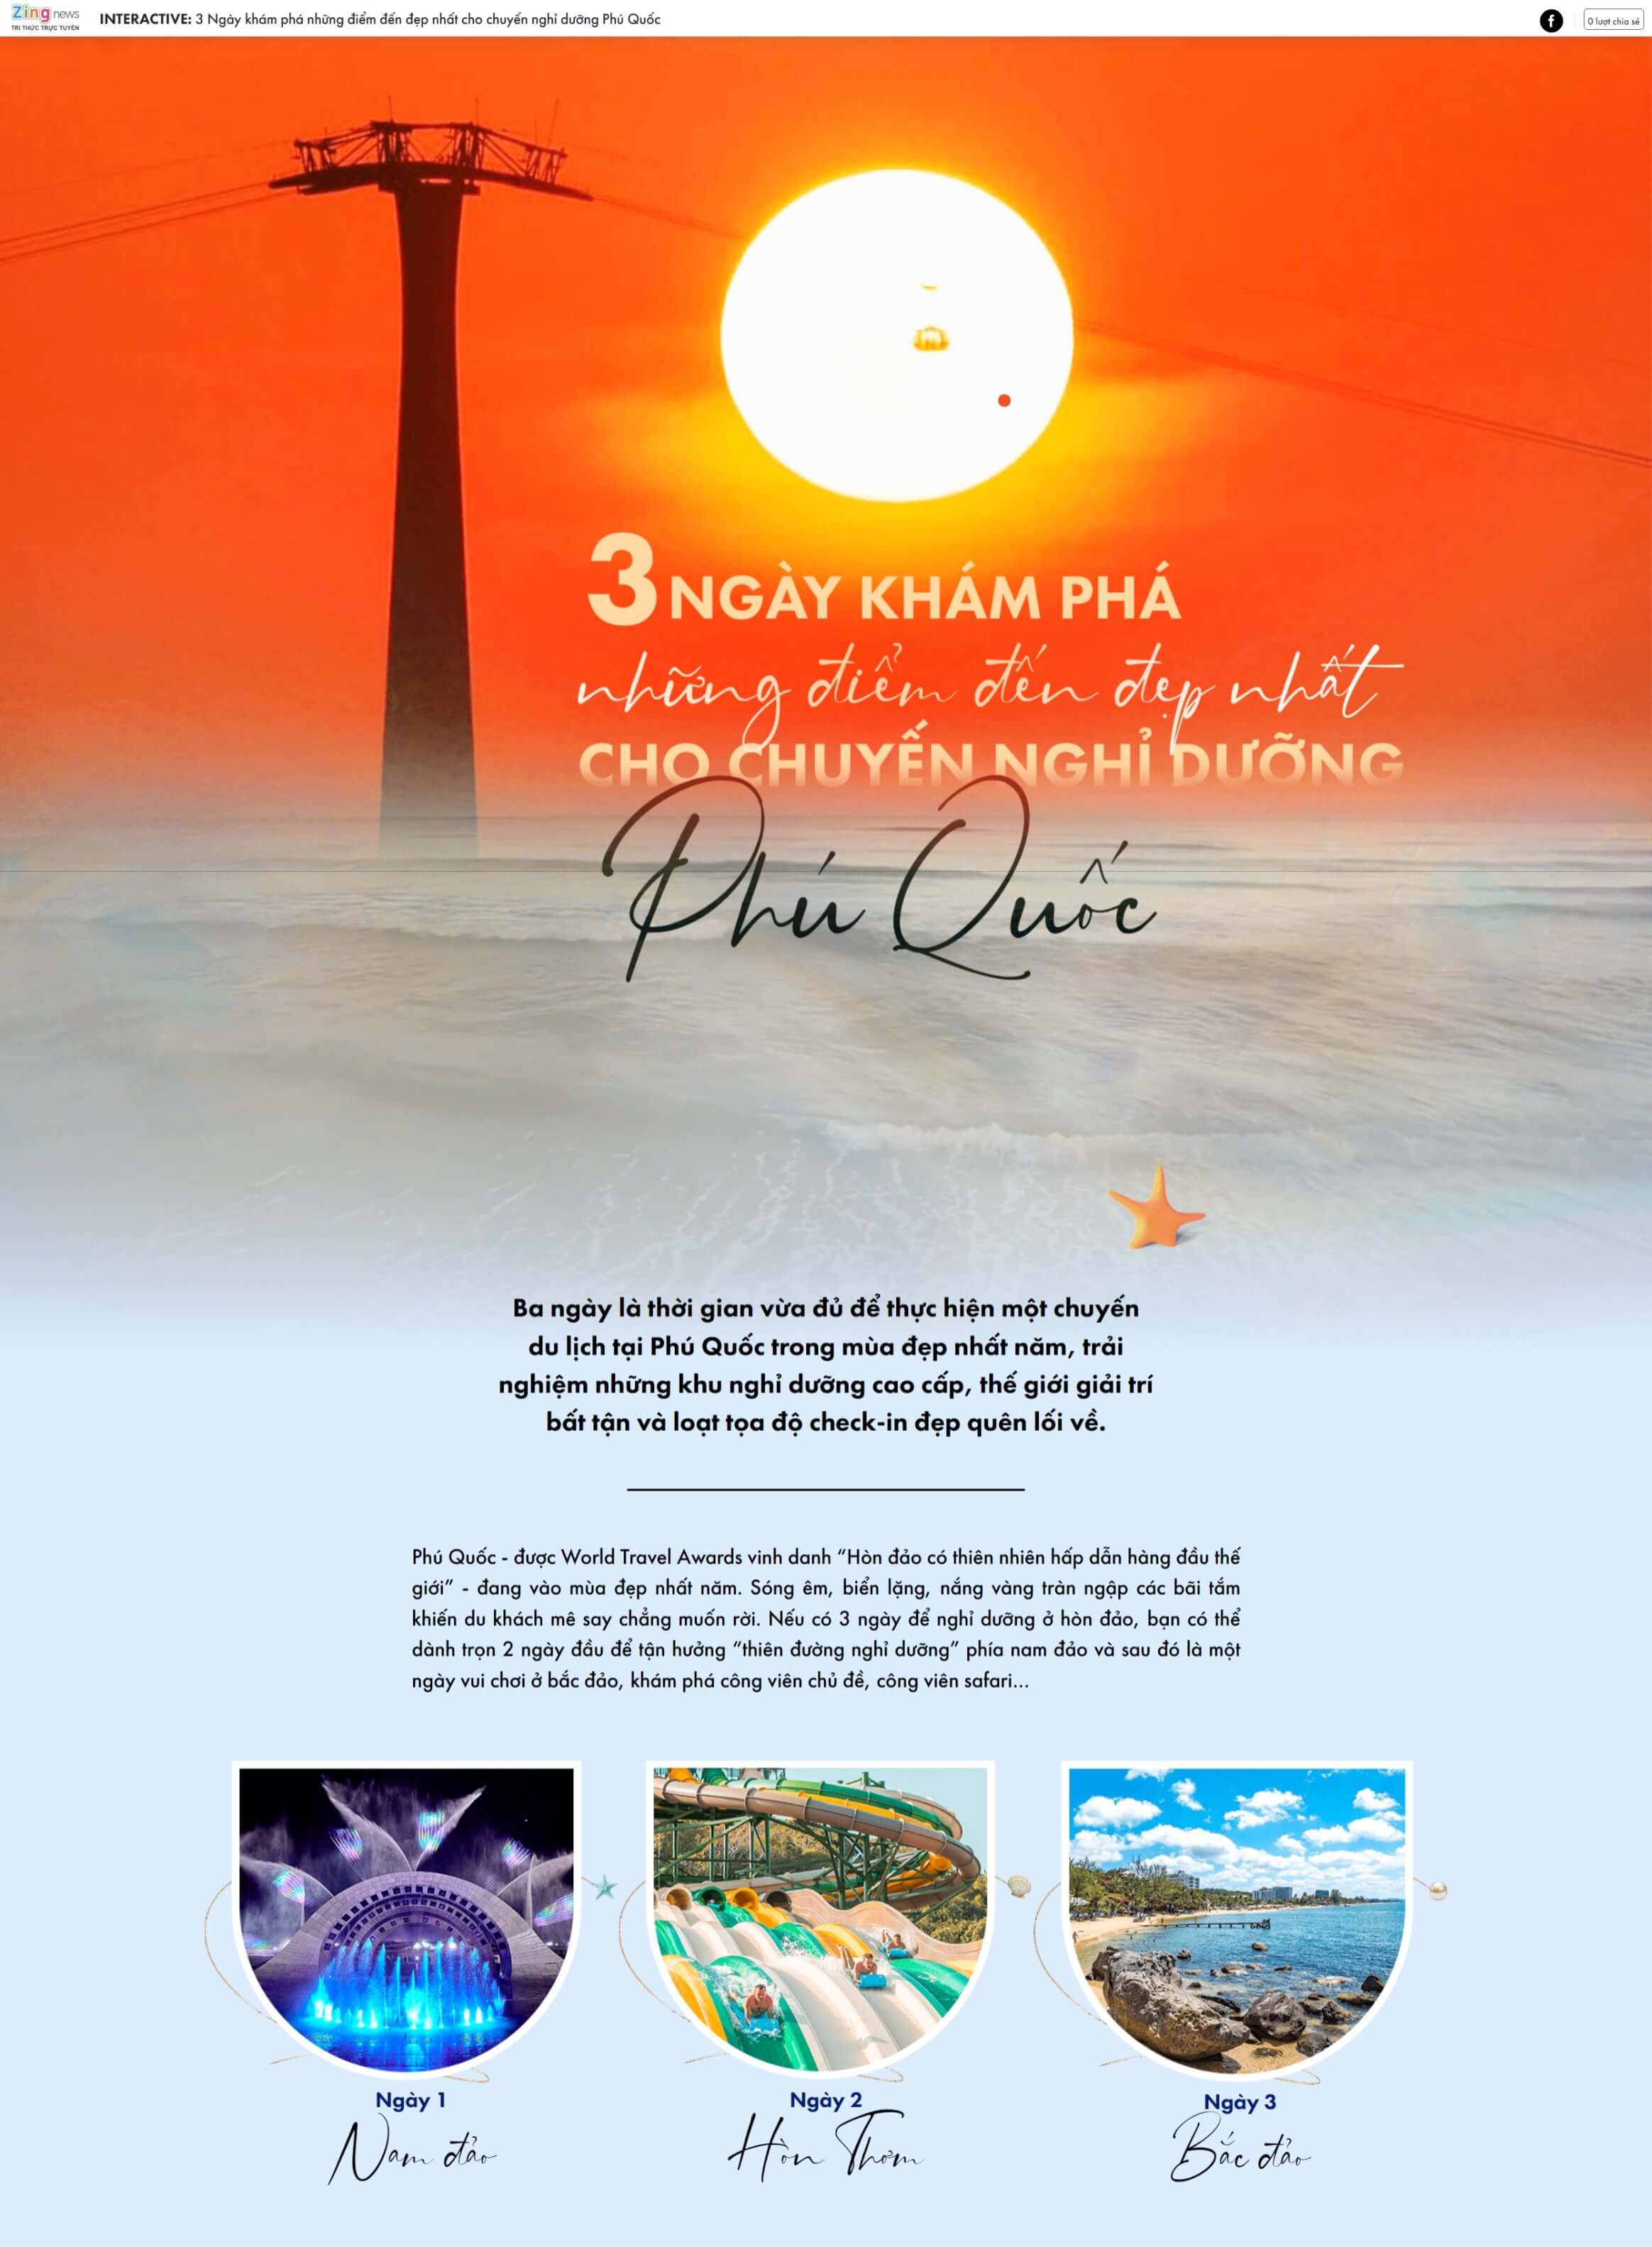 Zing news
TRI THỨC TRỰC TUYẾN
INTERACTIVE: 3 Ngày khám phá những điểm đến đẹp nhất cho chuyến nghỉ dưỡng Phú Quốc
f
0 lượt chia sẻ
3 NGÀY KHÁM PHÁ
những điểm đến đẹp nhất
CHO CHUYẾN NGHỈ DƯỠNG
Phú Quốc
Ba ngày là thời gian vừa đủ để thực hiện một chuyến
du lịch tại Phú Quốc trong mùa đẹp nhất năm, trải
nghiệm những khu nghỉ dưỡng cao cấp, thế giới giải trí
bất tận và loạt tọa độ check-in đẹp quên lối về.
Phú Quốc - được World Travel Awards vinh danh “Hòn đảo có thiên nhiên hấp dẫn hàng đầu thế
giới” - đang vào mùa đẹp nhất năm. Sóng êm, biển lặng, nắng vàng tràn ngập các bãi tắm
khiến du khách mê say chẳng muốn rời. Nếu có 3 ngày để nghỉ dưỡng ở hòn đảo, bạn có thể
dành trọn 2 ngày đầu để tận hưởng “thiên đường nghỉ dưỡng” phía nam đảo và sau đó là một
ngày vui chơi ở bắc đảo, khám phá công viên chủ đề, công viên safari...
Ngày 1
Nam đảo
Ngày 2
Hòn Thơm
Ngày 3
Bắc đảo